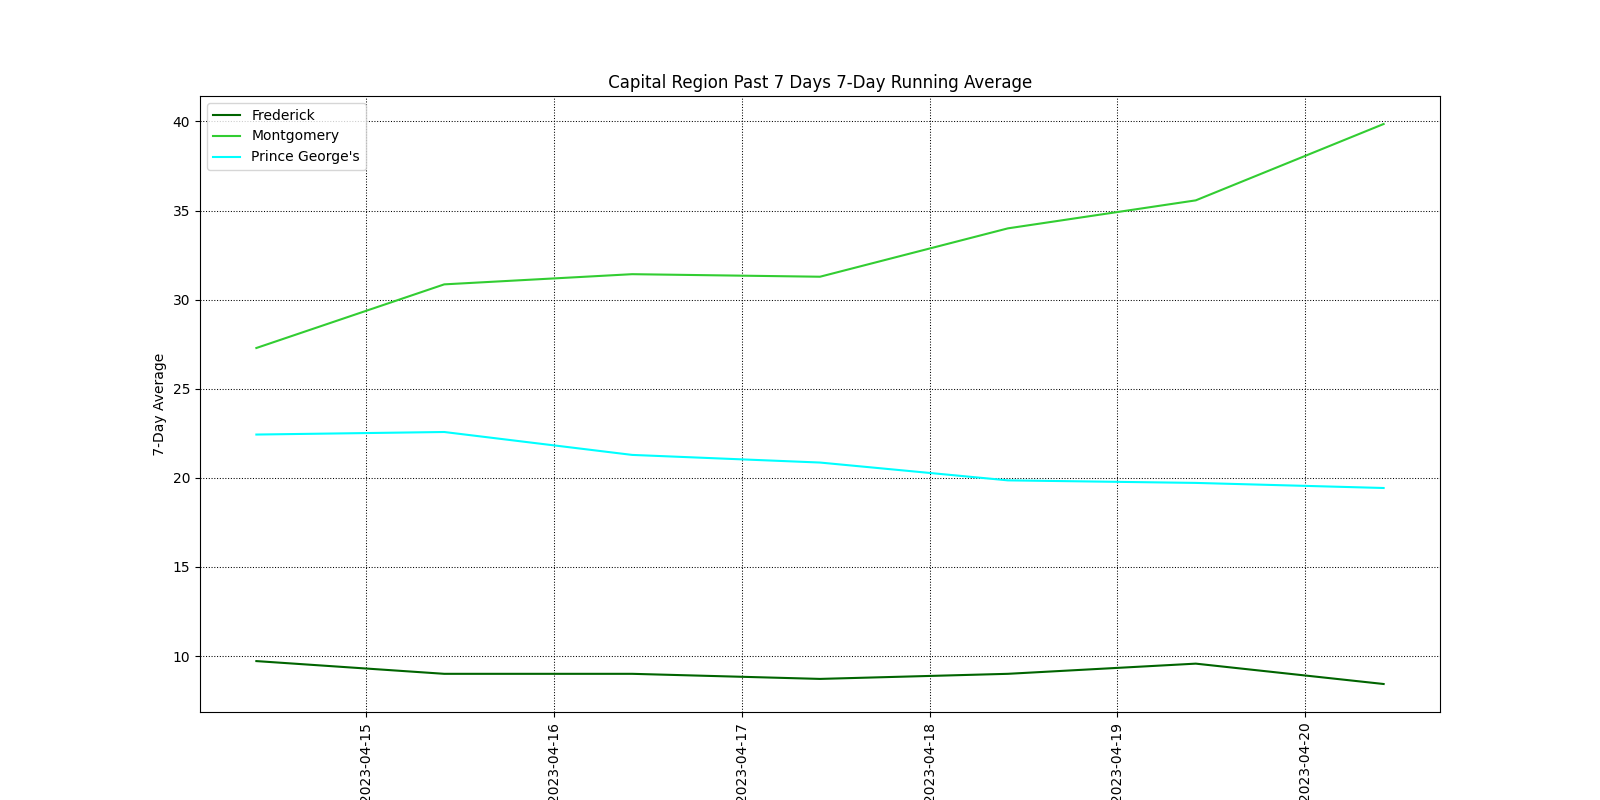 Capital Region Past 7 Days 7-Day Running Average
Frederick
Montgomery
Prince George's
40
35
30
25
20
15
10
7-Day Average
2023-04-15
2023-04-16
2023-04-17
2023-04-18
2023-04-19
2023-04-20